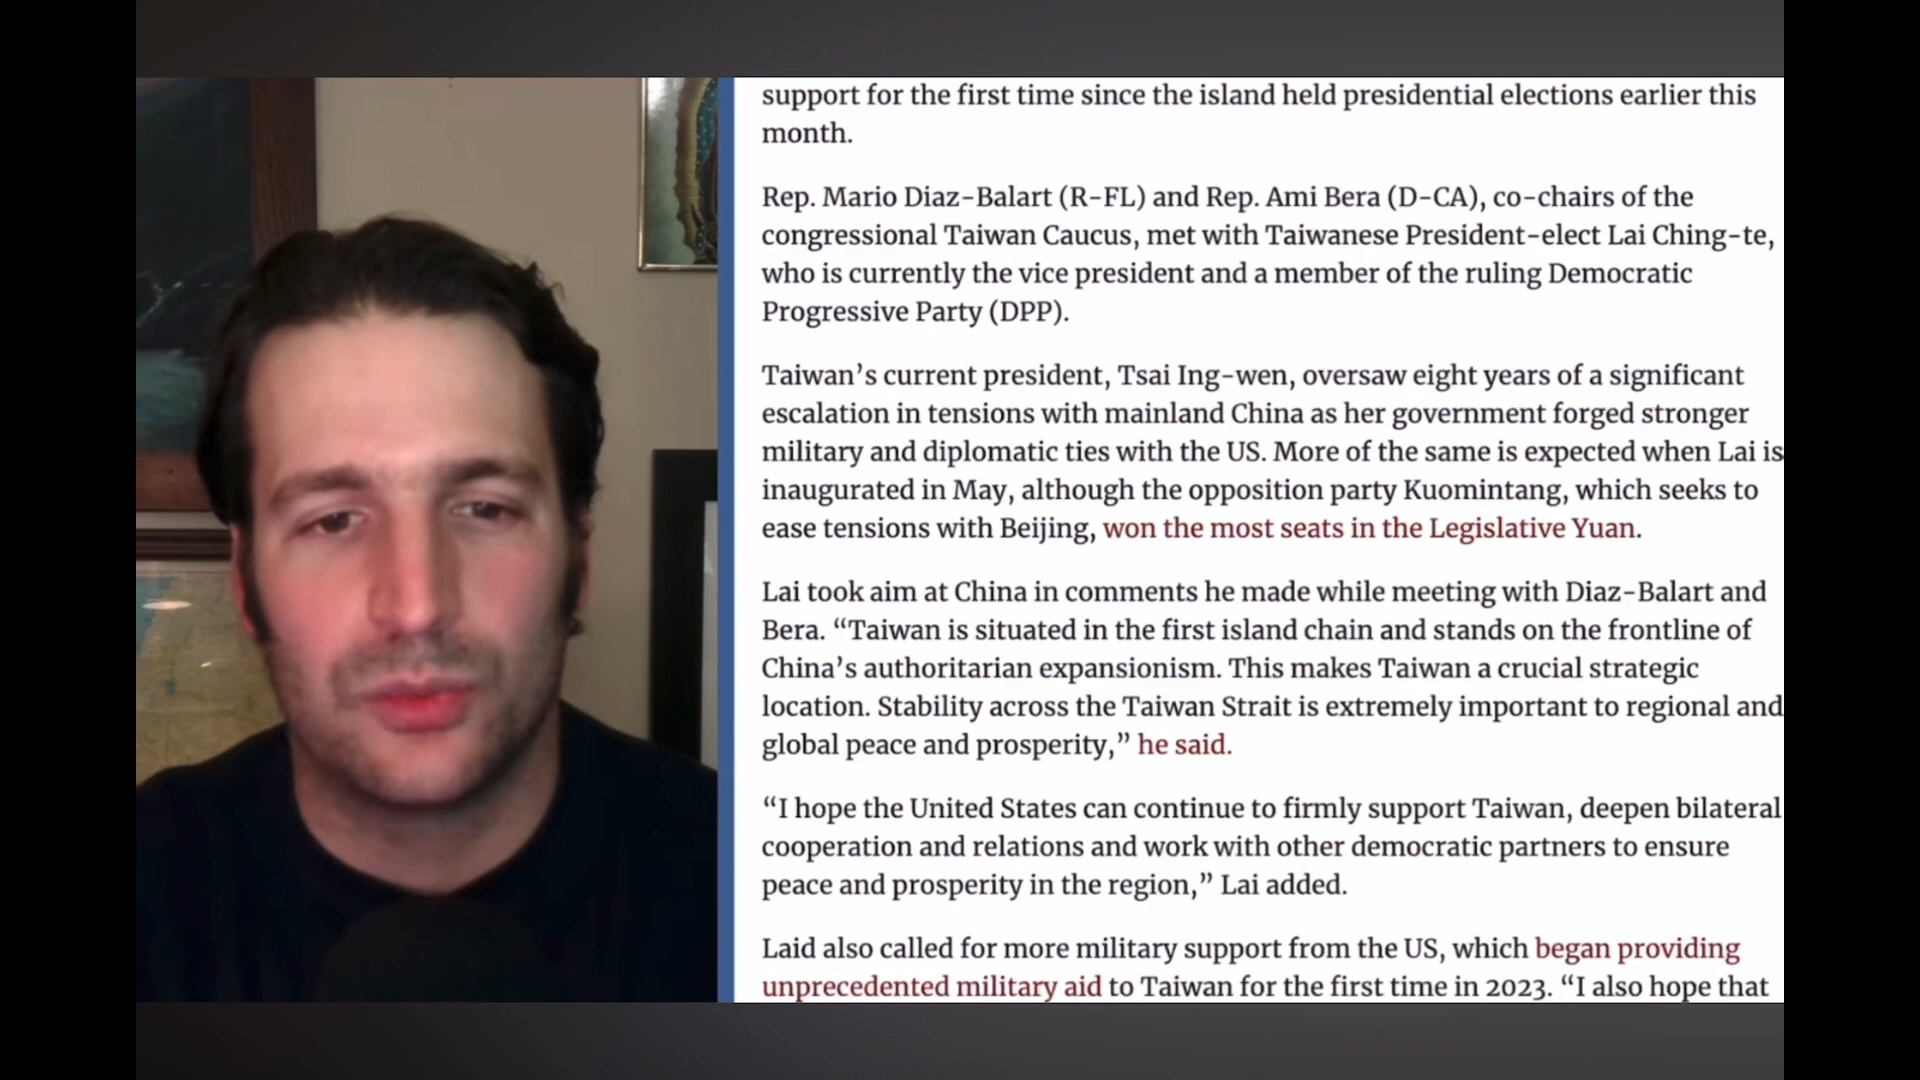 support for the first time since the island held presidential elections earlier this
month.
Rep. Mario Diaz-Balart (R-FL) and Rep. Ami Bera (D-CA), co-chairs of the
congressional Taiwan Caucus, met with Taiwanese President-elect Lai Ching-te,
who is currently the vice president and a member of the ruling Democratic
Progressive Party (DPP).
Taiwan’s current president, Tsai Ing-wen, oversaw eight years of a significant
escalation in tensions with mainland China as her government forged stronger
military and diplomatic ties with the US. More of the same is expected when Lai is
inaugurated in May, although the opposition party Kuomintang, which seeks to
ease tensions with Beijing, won the most seats in the Legislative Yuan.
Lai took aim at China in comments he made while meeting with Diaz-Balart and
Bera. “Taiwan is situated in the first island chain and stands on the frontline of
China’s authoritarian expansionism. This makes Taiwan a crucial strategic
location. Stability across the Taiwan Strait is extremely important to regional and
global peace and prosperity,” he said.
“I hope the United States can continue to firmly support Taiwan, deepen bilateral
cooperation and relations and work with other democratic partners to ensure
peace and prosperity in the region,” Lai added.
Laid also called for more military support from the US, which began providing
unprecedented military aid to Taiwan for the first time in 2023. “I also hope that